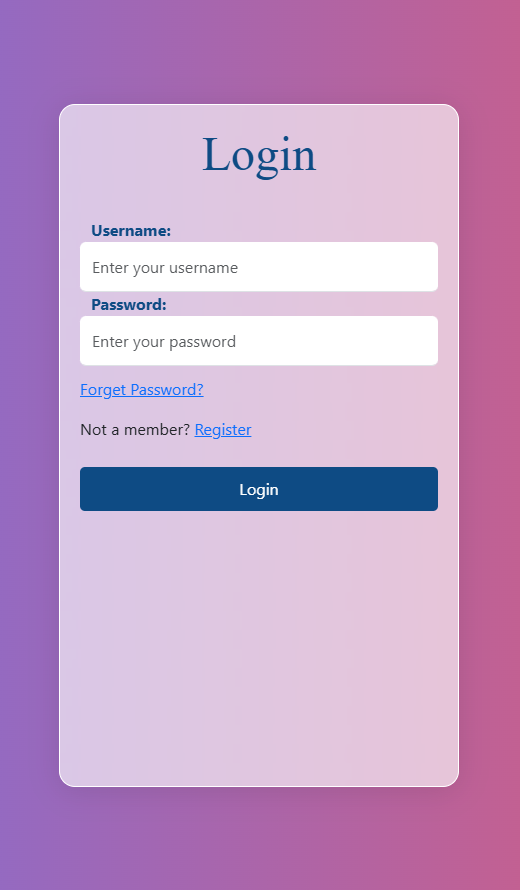 Login
Username:
Enter your username
Password:
Enter your password
Forget Password?
Not a member? Register
Login